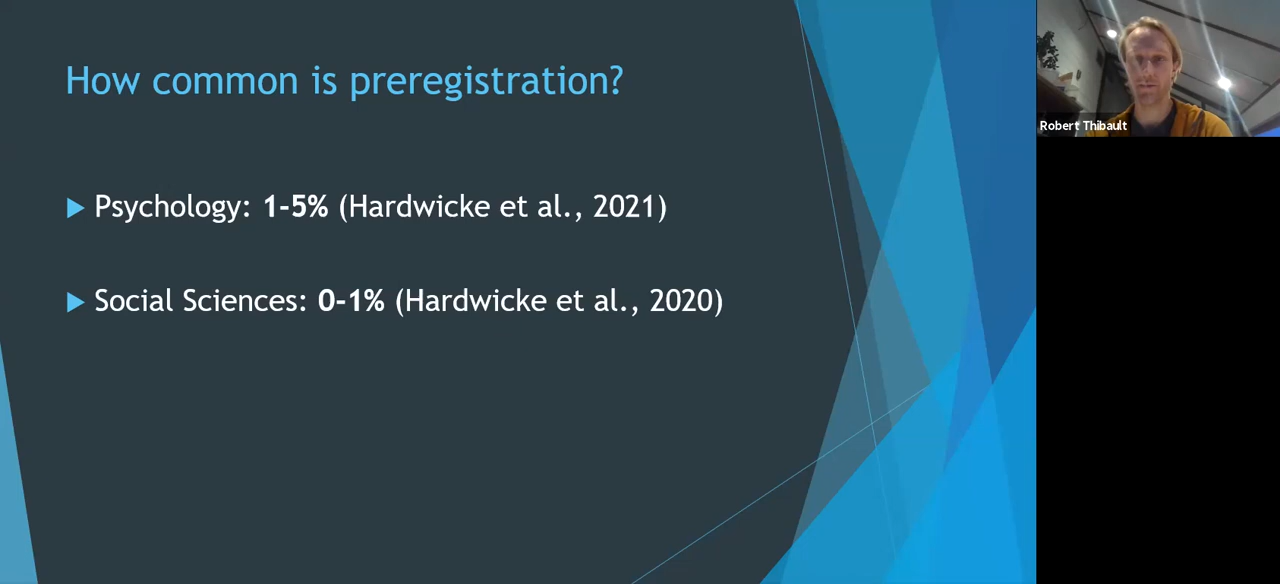 How common is preregistration?
Psychology: 1-5% (Hardwicke et al., 2021)
Social Sciences: 0-1% (Hardwicke et al., 2020)
Robert Thibault